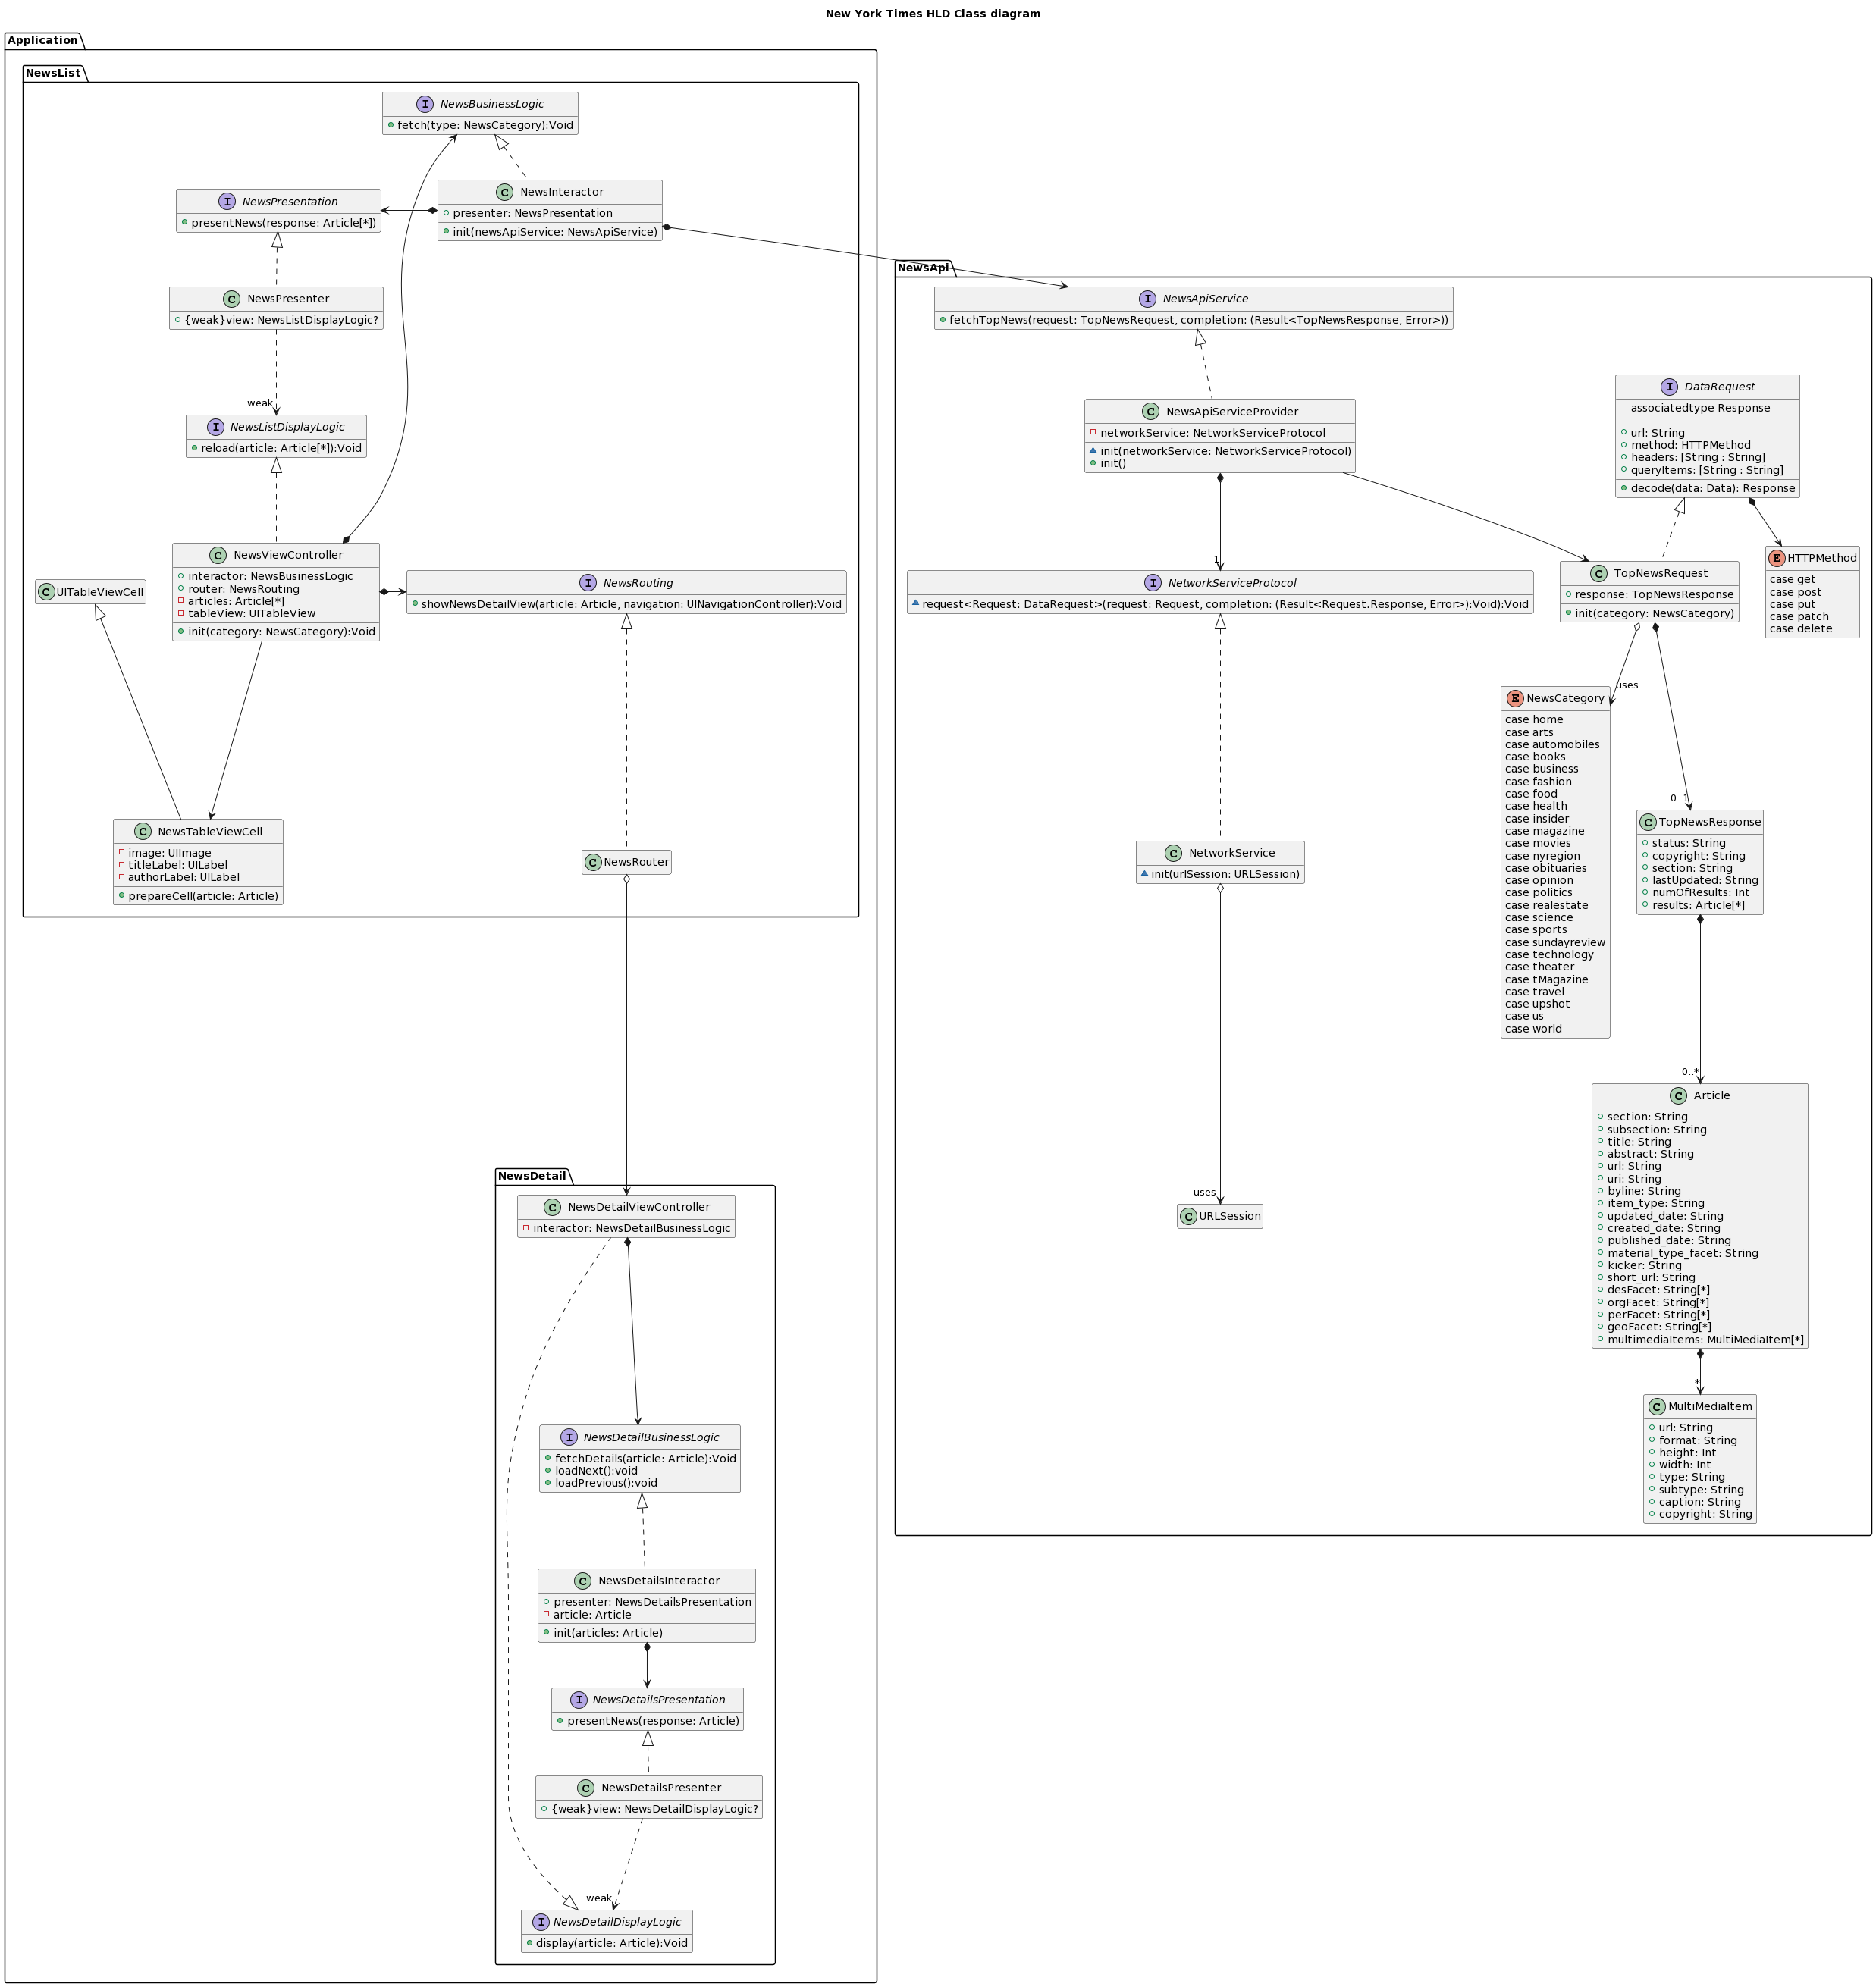 New York Times HLD Class diagram
Application
NewsList
I NewsBusinessLogic
fetch(type: NewsCategory):Void
C NewsInteractor
presenter: NewsPresentation
init(newsApiService: NewsApiService)
I NewsPresentation
presentNews(response: Article[*])
C NewsPresenter
{weak}view: NewsListDisplayLogic?
weak
I NewsListDisplayLogic
reload(article: Article[*]):Void
C NewsViewController
interactor: NewsBusinessLogic
router: NewsRouting
articles: Article[*]
tableView: UITableView
init(category: NewsCategory):Void
C UITableViewCell
I NewsRouting
showNewsDetailView(article: Article, navigation: UINavigationController):Void
C NewsTableViewCell
image: UIImage
titleLabel: UILabel
authorLabel: UILabel
prepareCell(article: Article)
C NewsRouter
NewsDetail
C NewsDetailViewController
interactor: NewsDetailBusinessLogic
I NewsDetailBusinessLogic
fetchDetails(article: Article):Void
loadNext():void
loadPrevious():void
C NewsDetailsInteractor
presenter: NewsDetailsPresentation
article: Article
init(articles: Article)
I NewsDetailsPresentation
presentNews(response: Article)
C NewsDetailsPresenter
{weak}view: NewsDetailDisplayLogic?
weak
I NewsDetailDisplayLogic
display(article: Article):Void
NewsApi
I NewsApiService
fetchTopNews(request: TopNewsRequest, completion: (Result<TopNewsResponse, Error>))
C NewsApiServiceProvider
networkService: NetworkServiceProtocol
init(networkService: NetworkServiceProtocol)
init()
I DataRequest
associatedtype Response
url: String
method: HTTPMethod
headers: [String : String]
queryItems: [String : String]
decode(data: Data): Response
1
I NetworkServiceProtocol
request<Request: DataRequest>(request: Request, completion: (Result<Request.Response, Error>):Void):Void
C TopNewsRequest
response: TopNewsResponse
init(category: NewsCategory)
E HTTPMethod
case get
case post
case put
case patch
case delete
uses
E NewsCategory
case home
case arts
case automobiles
case books
case business
case fashion
case food
case health
case insider
case magazine
case movies
case nyregion
case obituaries
case opinion
case politics
case realestate
case science
case sports
case sundayreview
case technology
case theater
case tMagazine
case travel
case upshot
case us
case world
0..1
C TopNewsResponse
status: String
copyright: String
section: String
lastUpdated: String
numOfResults: Int
results: Article[*]
C NetworkService
init(urlSession: URLSession)
uses
C URLSession
0..*
C Article
section: String
subsection: String
title: String
abstract: String
url: String
uri: String
byline: String
item_type: String
updated_date: String
created_date: String
published_date: String
material_type_facet: String
kicker: String
short_url: String
desFacet: String[*]
orgFacet: String[*]
perFacet: String[*]
geoFacet: String[*]
multimediaItems: MultiMediaItem[*]
*
C MultiMediaItem
url: String
format: String
height: Int
width: Int
type: String
subtype: String
caption: String
copyright: String